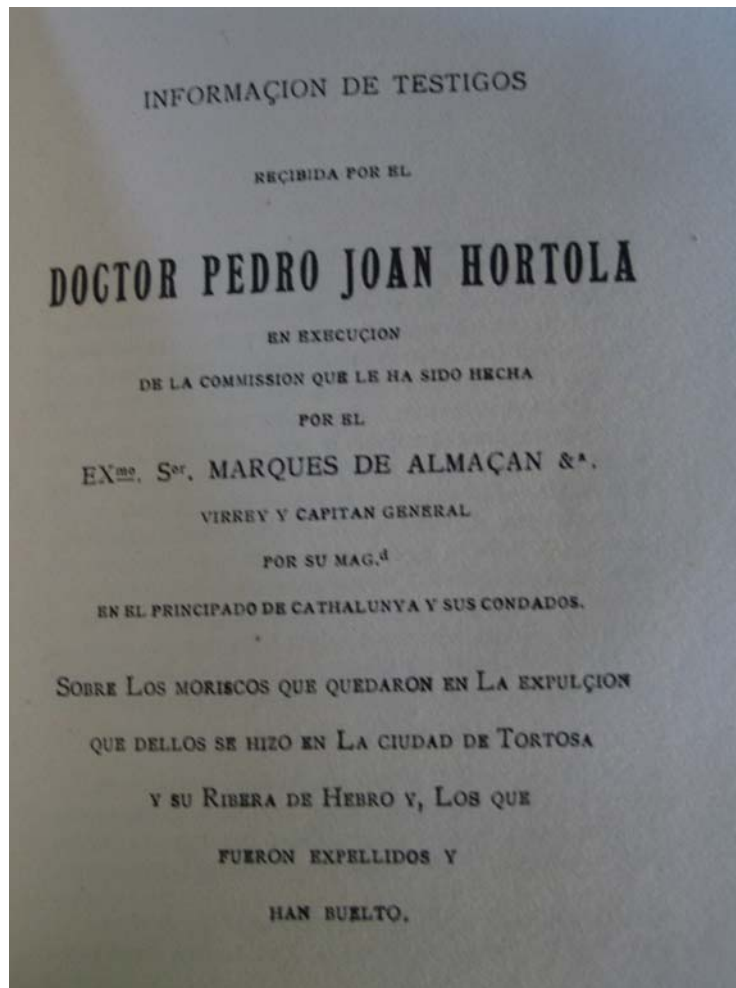 INFORMAÇION DE TESTIGOS
REÇIBIDA POR EL
DOCTOR PEDRO JOAN HORTOLA
EN EXECUÇION
DE LA COMMISSION QUE LE HA SIDO HECHA
POR EL
EXmo. Sor. MARQUES DE ALMAÇAN &a.
VIRREY Y CAPITAN GENERAL
POR SU MAG.d
EN EL PRINCIPADO DE CATHALUNYA Y SUS CONDADOS.
SOBRE LOS MORISCOS QUE QUEDARON EN LA EXPULÇION
QUE DELLOS SE HIZO EN LA CIUDAD DE TORTOSA
Y SU RIBERA DE HEBRO Y, LOS QUE
FUERON EXPELLIDOS Y
HAN BUELTO.